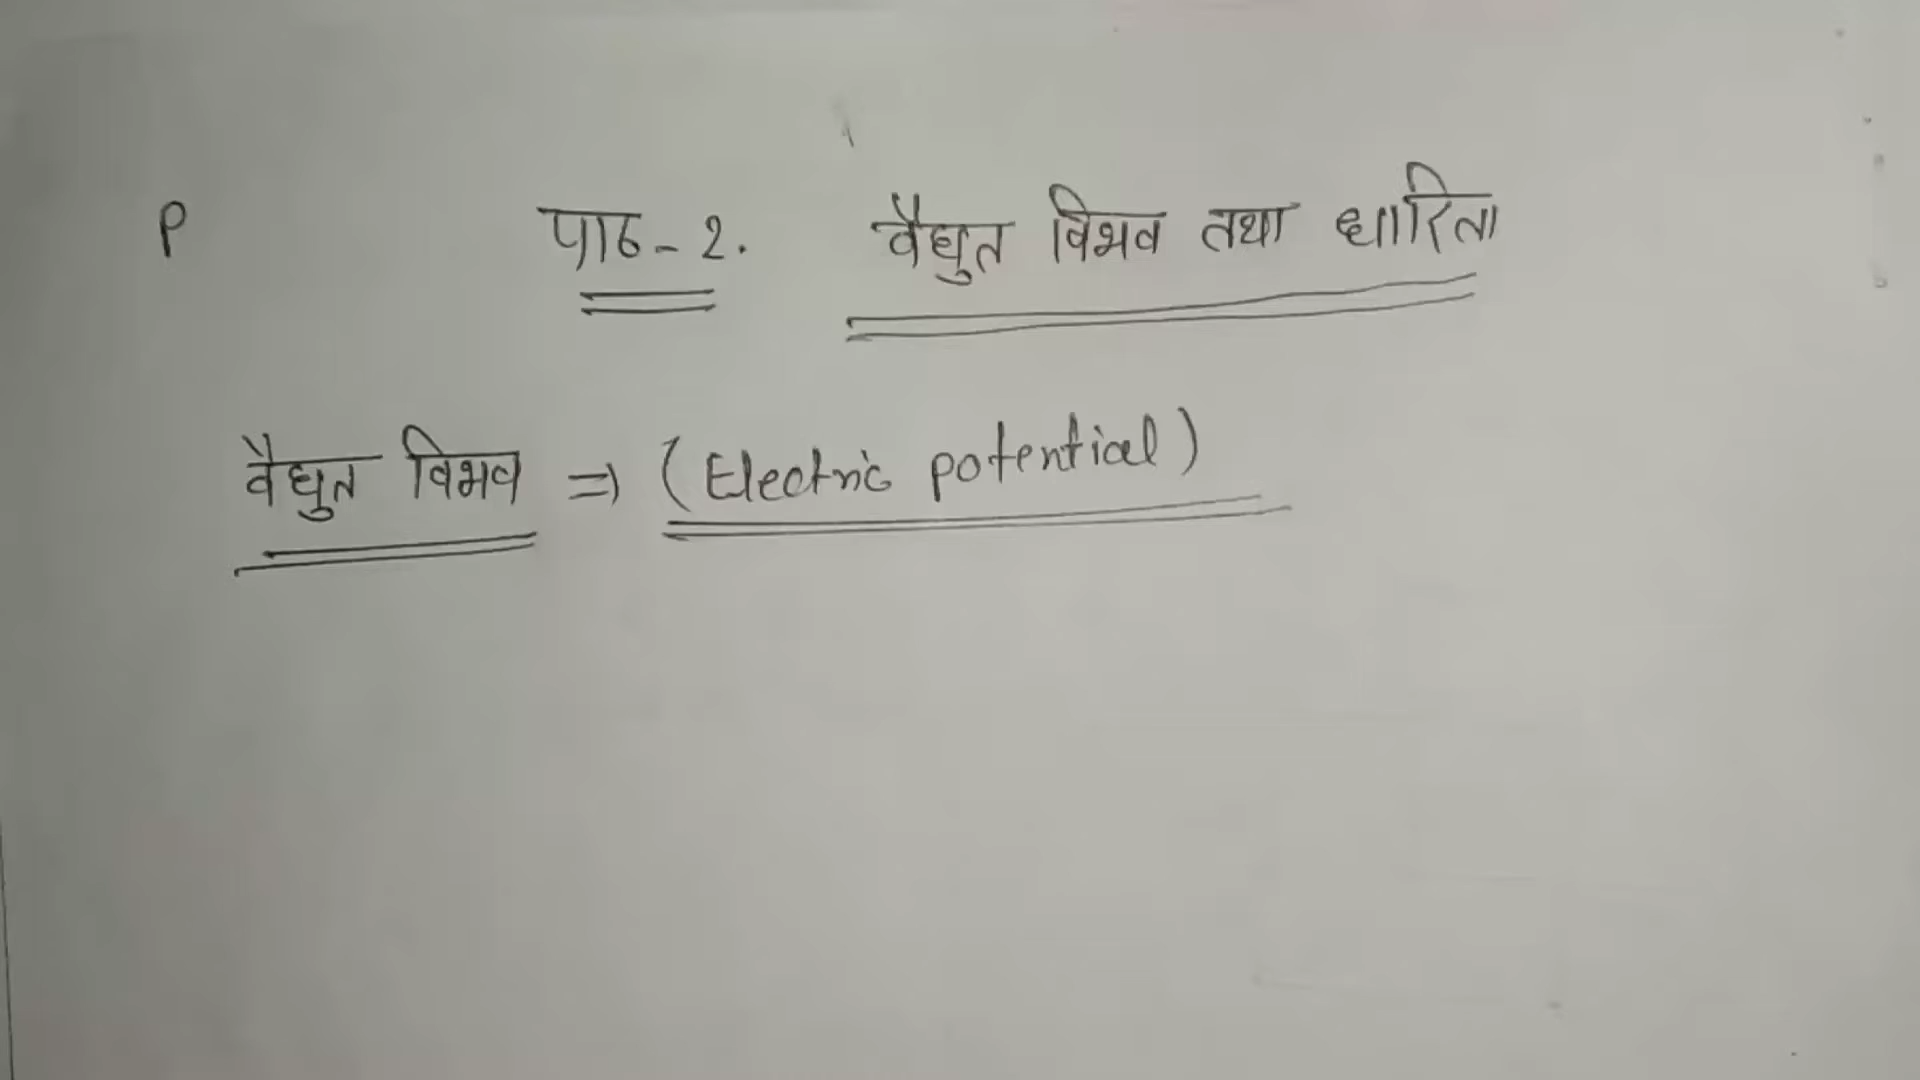 P पाठ-2. वैधुत विभव तथा धारिता
वैधुत विभव ⇒ (Electric potential)